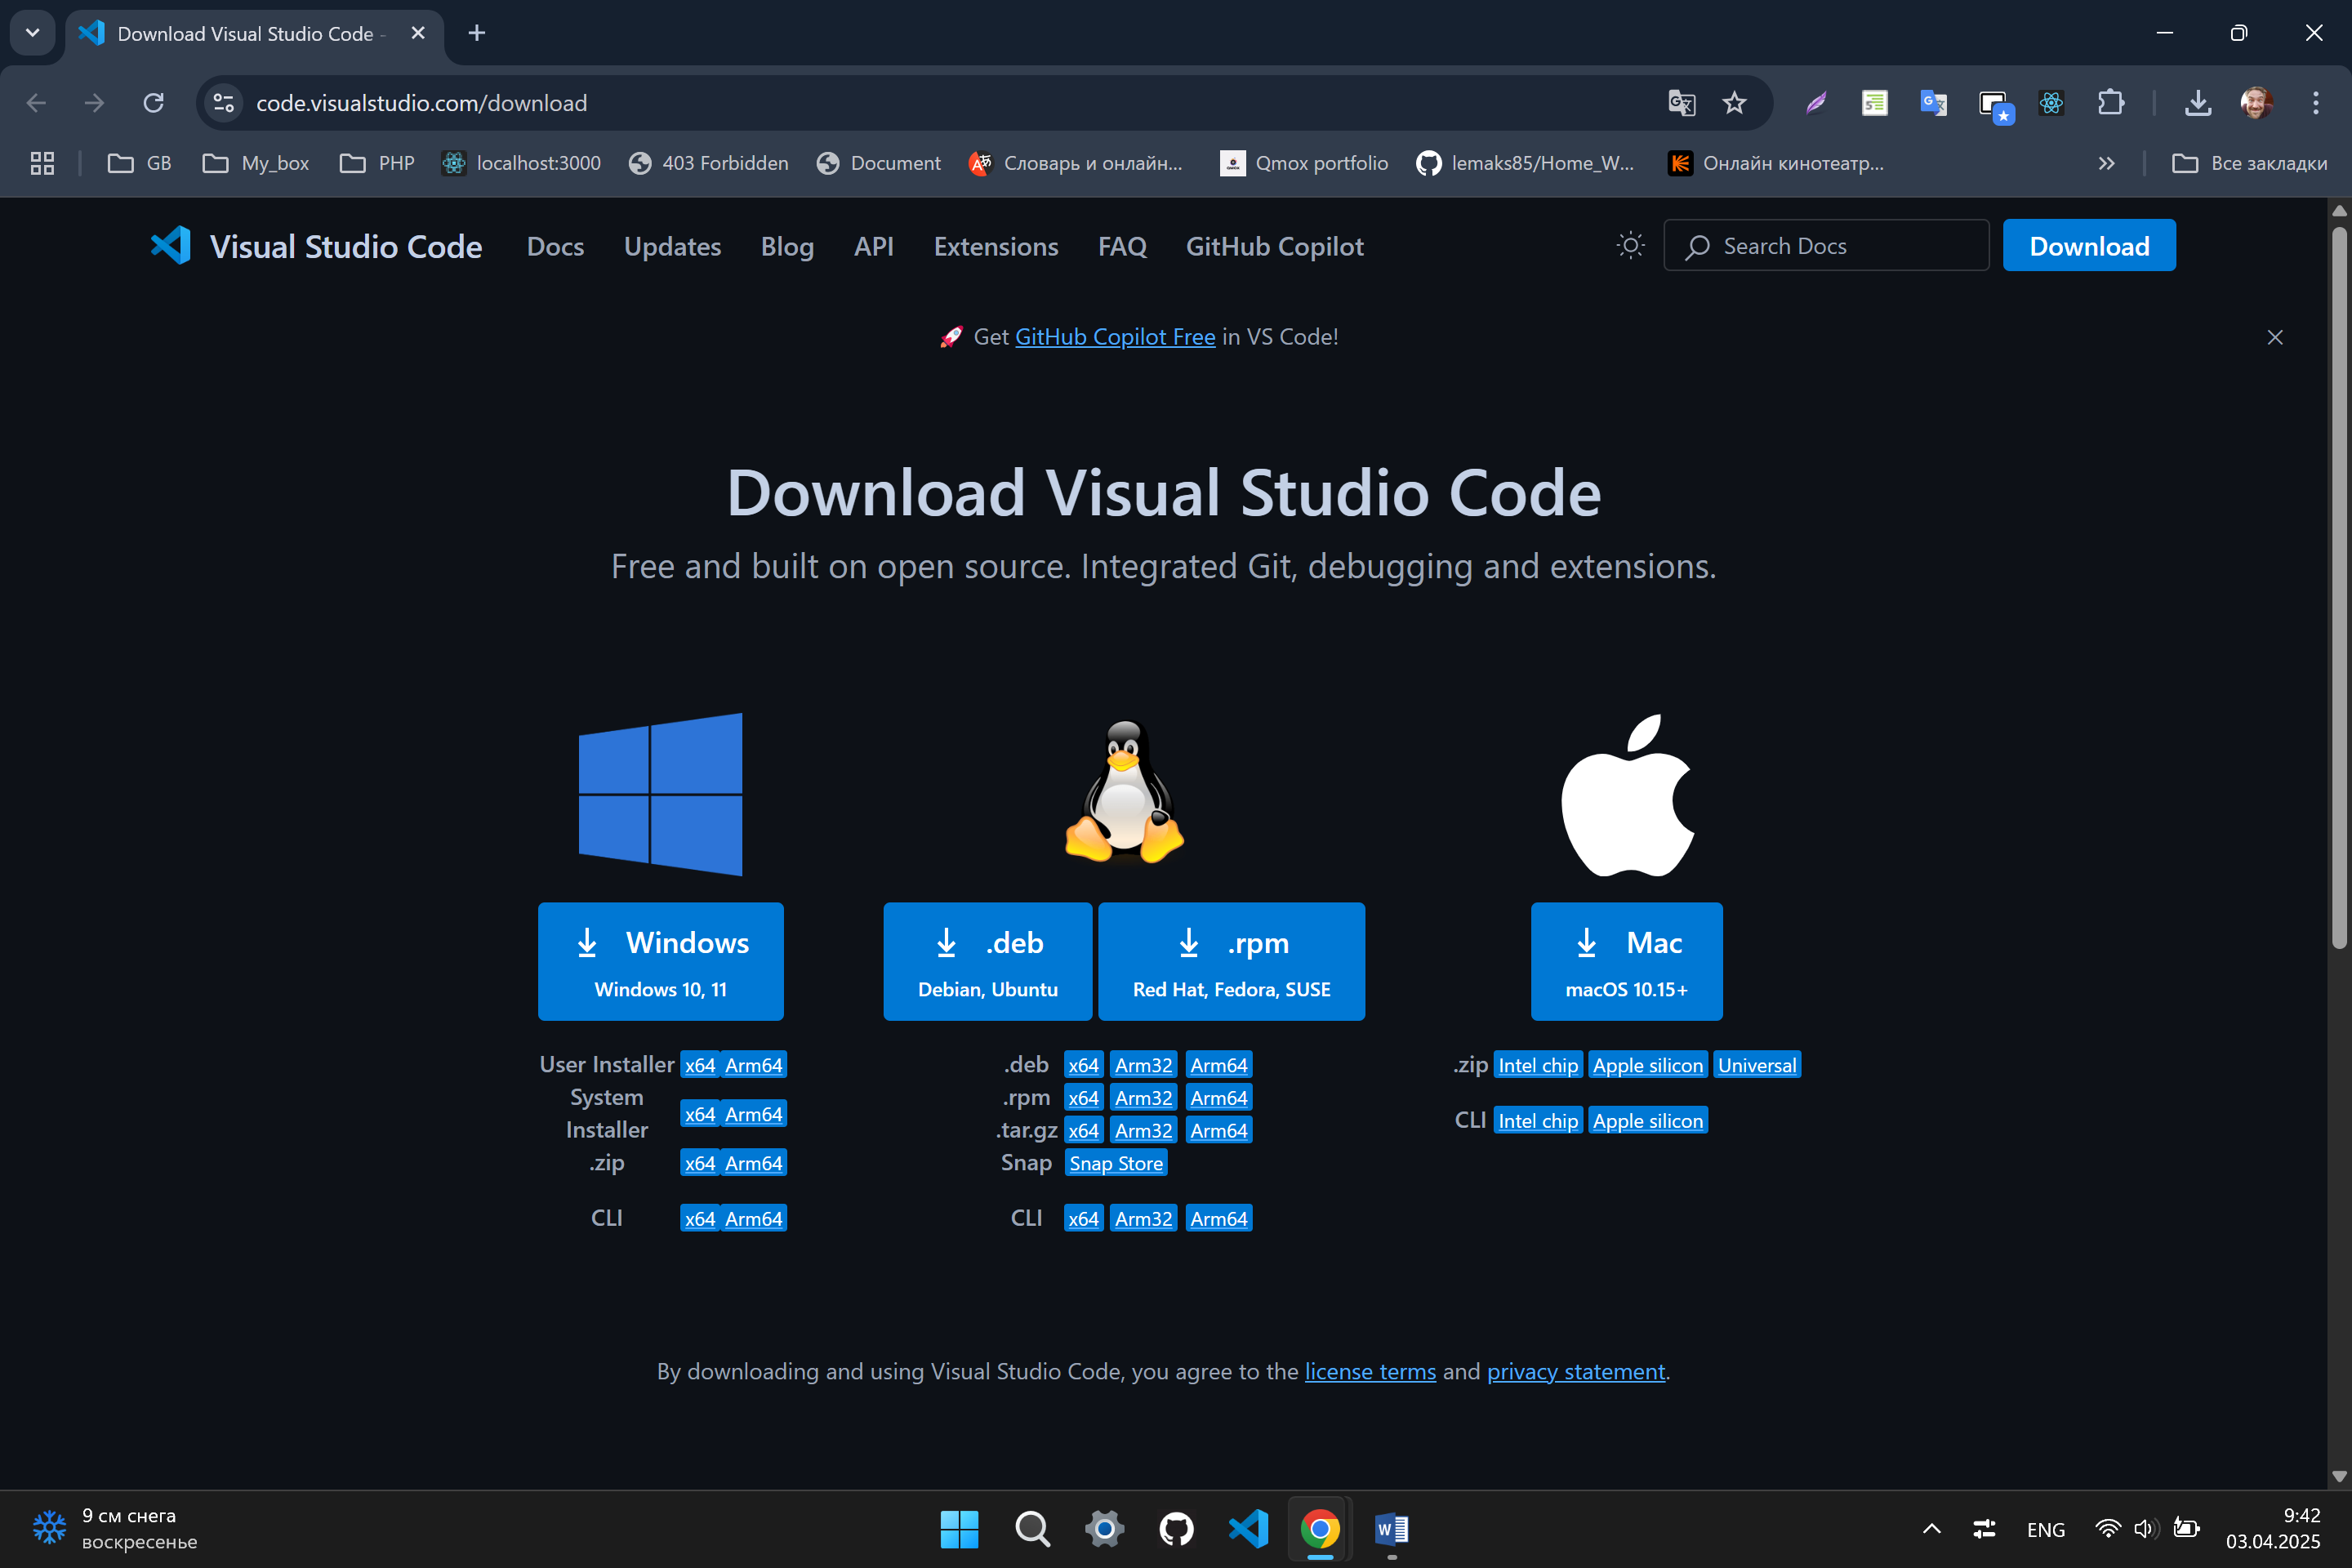 Download Visual Studio Code -
code.visualstudio.com/download
GB My_box PHP localhost:3000 403 Forbidden Document Словарь и онлайн... Qmox portfolio lemaks85/Home_W... Онлайн кинотеатр... Все закладки
Visual Studio Code Docs Updates Blog API Extensions FAQ GitHub Copilot Search Docs Download
Get GitHub Copilot Free in VS Code!
Download Visual Studio Code
Free and built on open source. Integrated Git, debugging and extensions.
Windows
Windows 10, 11
.deb
Debian, Ubuntu
.rpm
Red Hat, Fedora, SUSE
Mac
macOS 10.15+
User Installer x64 Arm64
System
Installer x64 Arm64
.zip x64 Arm64
CLI x64 Arm64
.deb x64 Arm32 Arm64
.rpm x64 Arm32 Arm64
.tar.gz x64 Arm32 Arm64
Snap Snap Store
CLI x64 Arm32 Arm64
.zip Intel chip Apple silicon Universal
CLI Intel chip Apple silicon
By downloading and using Visual Studio Code, you agree to the license terms and privacy statement.
9 см снега
воскресенье
ENG
9:42
03.04.2025